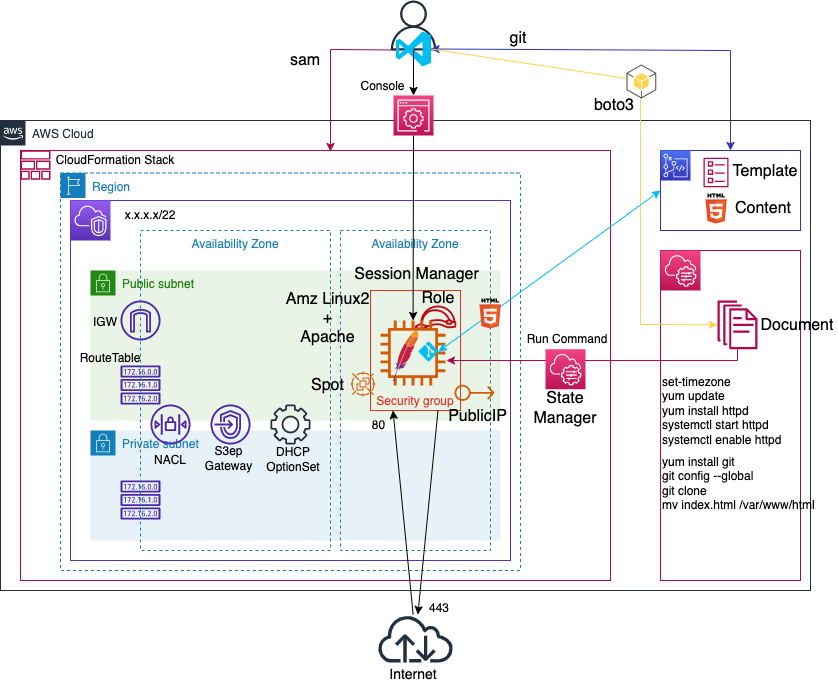 git
sam
Console
boto3
aws
AWS Cloud
CloudFormation Stack
Region
x.x.x.x/22
Availability Zone
Availability Zone
Template
HTML
5
Content
Public subnet
Session Manager
Amz Linux2
+
Apache
Role
HTML
5
IGW
RouteTable
172.16.0.0
172.16.1.0
172.16.2.0
Spot
Security group
PublicIP
80
Run Command
State
Manager
Document
set-timezone
yum update
yum install httpd
systemctl start httpd
systemctl enable httpd
yum install git
git config --global
git clone
mv index.html /var/www/html
Private subnet
NACL
S3ep
Gateway
DHCP
OptionSet
172.16.0.0
172.16.1.0
172.16.2.0
443
Internet